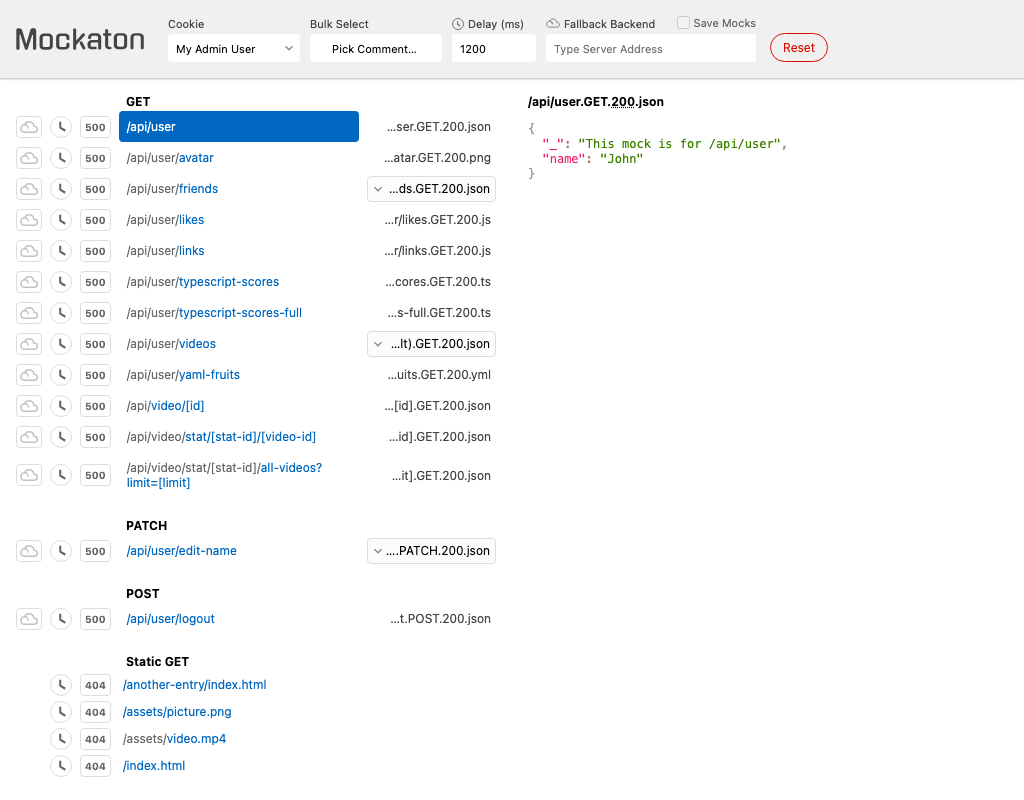 Mockaton
Cookie
My Admin User
Bulk Select
Pick Comment...
Delay (ms)
1200
Fallback Backend
Type Server Address
Save Mocks
Reset
GET
500 /api/user ...ser.GET.200.json
500 /api/user/avatar ...atar.GET.200.png
500 /api/user/friends ...ds.GET.200.json
500 /api/user/likes ...r/likes.GET.200.js
500 /api/user/links ...r/links.GET.200.js
500 /api/user/typescript-scores ...cores.GET.200.ts
500 /api/user/typescript-scores-full ...s-full.GET.200.ts
500 /api/user/videos ...lt).GET.200.json
500 /api/user/yaml-fruits ...uits.GET.200.yml
500 /api/video/[id] ...[id].GET.200.json
500 /api/video/stat/[stat-id]/[video-id] ...id].GET.200.json
500 /api/video/stat/[stat-id]/all-videos? ...it].GET.200.json
limit=[limit]
PATCH
500 /api/user/edit-name ....PATCH.200.json
POST
500 /api/user/logout ...t.POST.200.json
Static GET
404 /another-entry/index.html
404 /assets/picture.png
404 /assets/video.mp4
404 /index.html
/api/user.GET.200.json
{
"_": "This mock is for /api/user",
"name": "John"
}